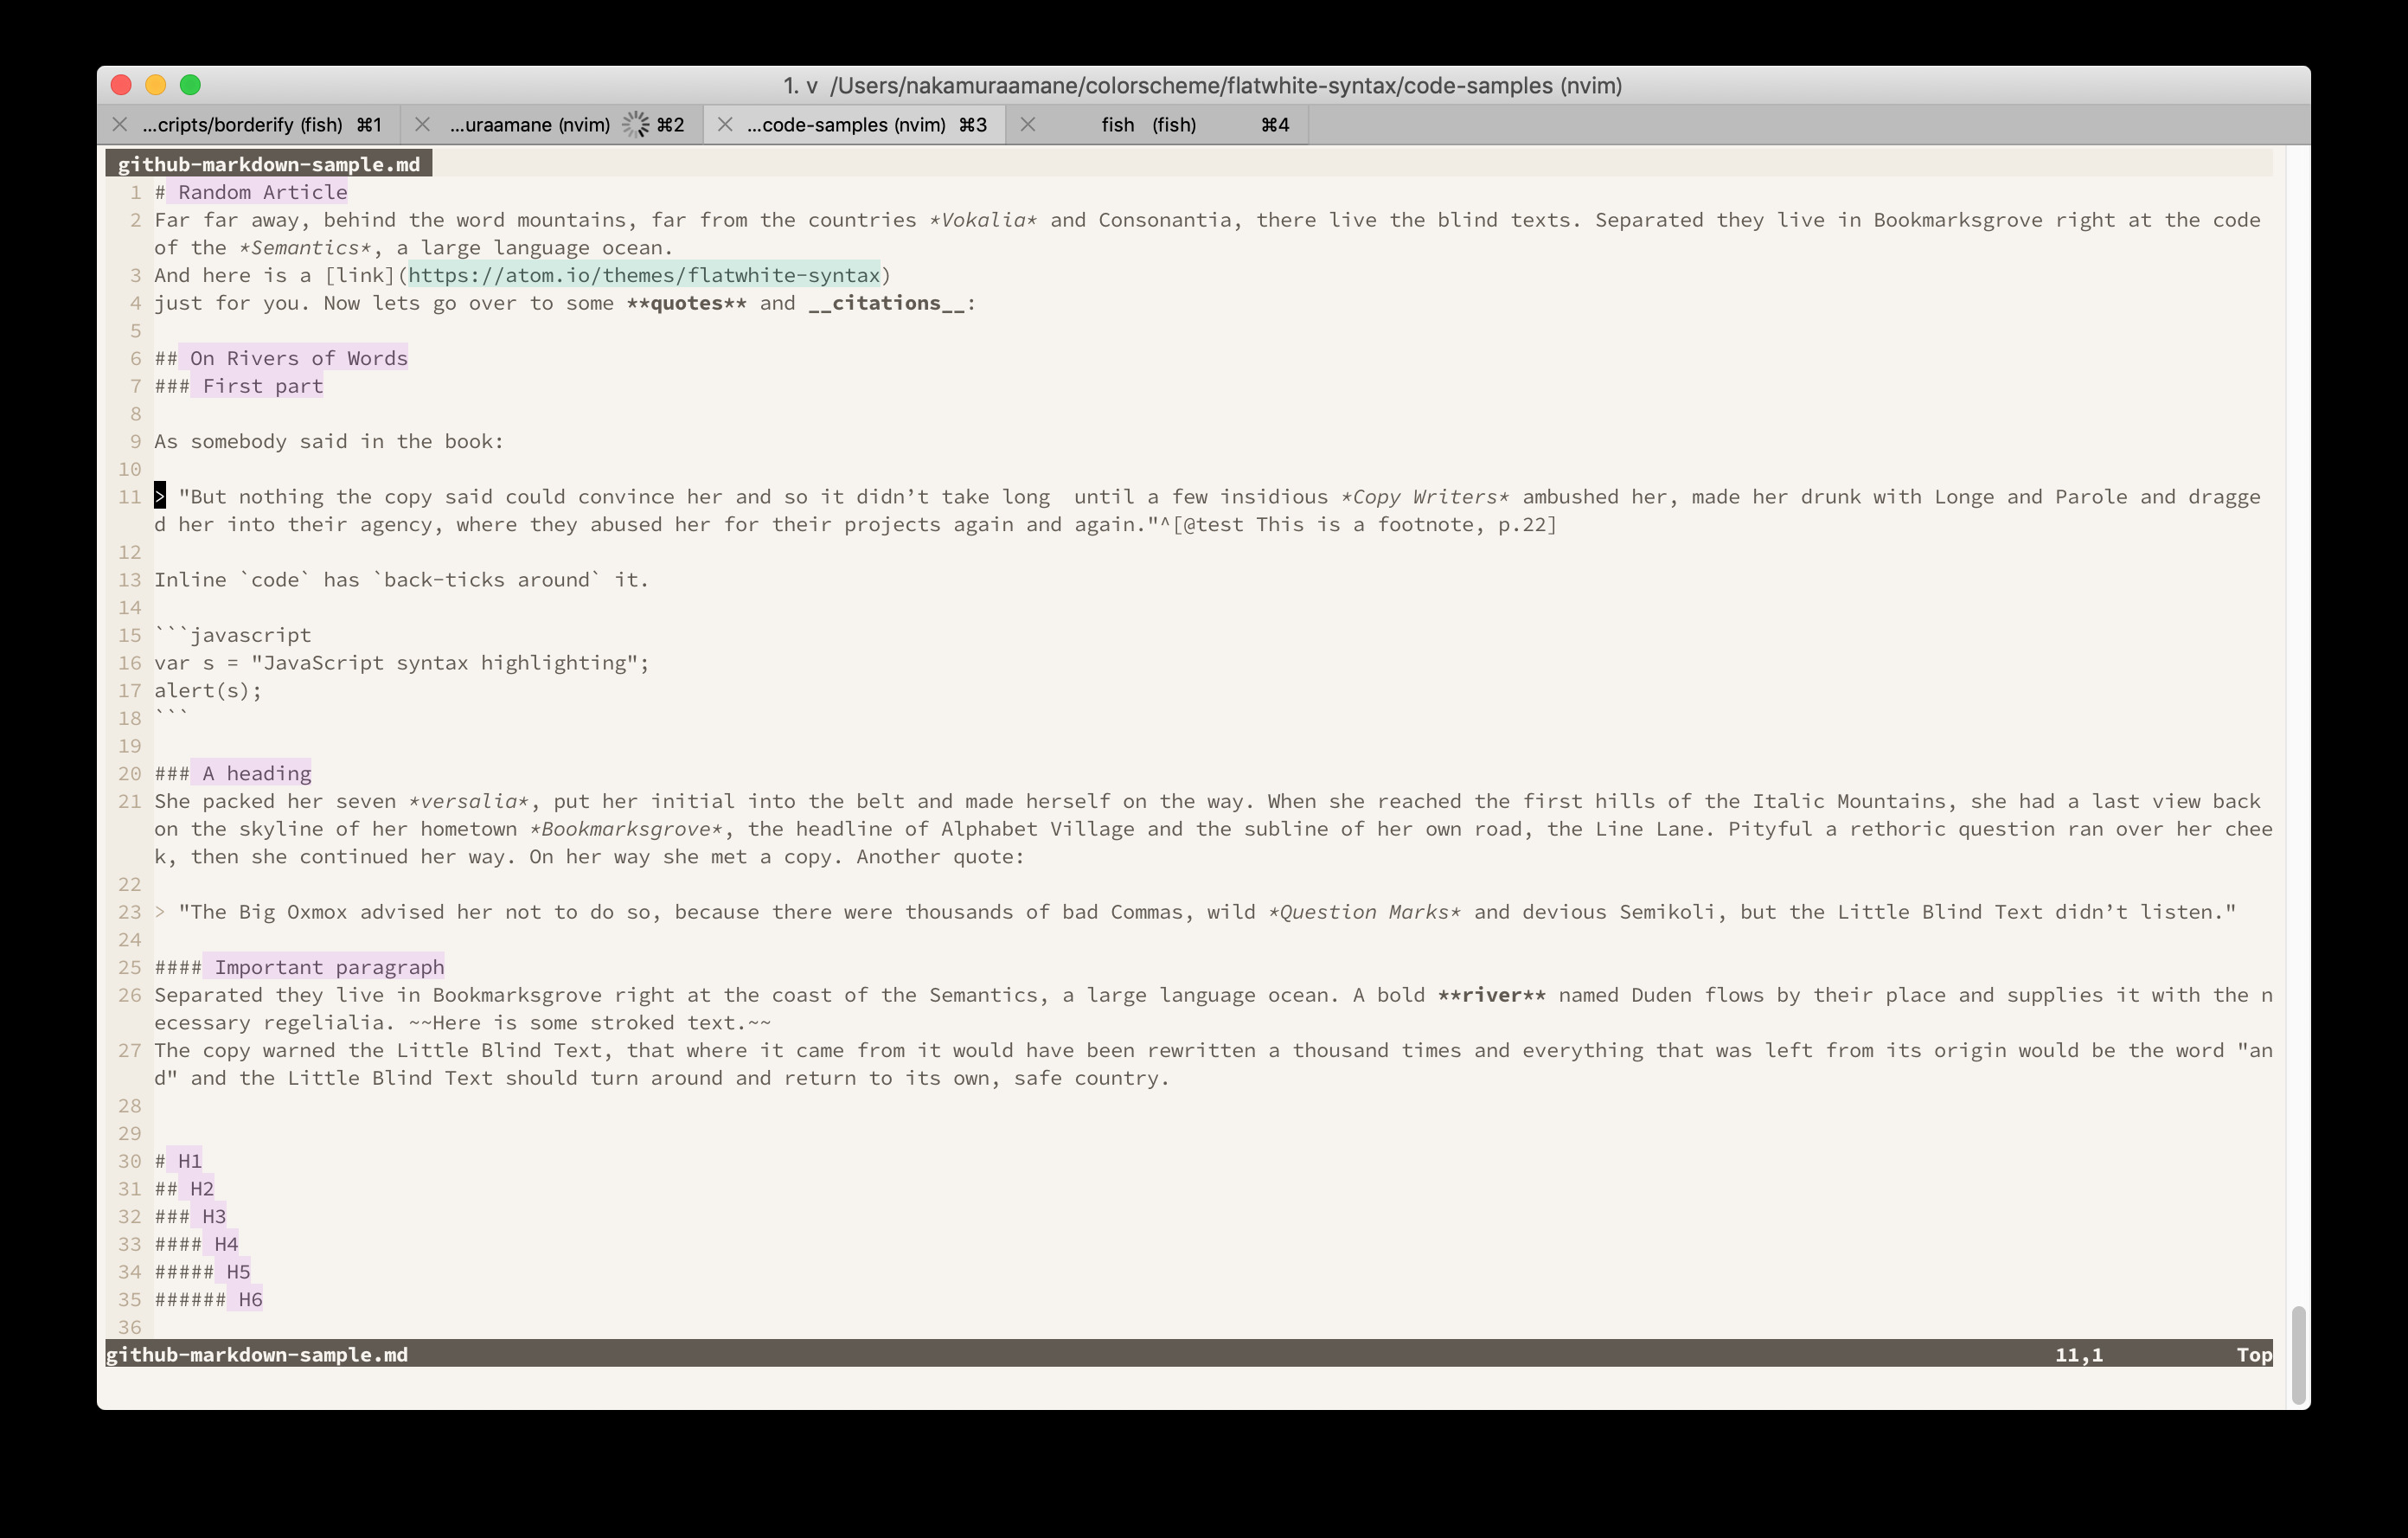 1. v /Users/nakamuraamane/colorscheme/flatwhite-syntax/code-samples (nvim)
...cripts/borderify (fish) ⌘1 ...uraamane (nvim) ⌘2 ...code-samples (nvim) ⌘3 fish (fish) ⌘4
github-markdown-sample.md
1 # Random Article
2 Far far away, behind the word mountains, far from the countries *Vokalia* and Consonantia, there live the blind texts. Separated they live in Bookmarksgrove right at the code
of the *Semantics*, a large language ocean.
3 And here is a [link](https://atom.io/themes/flatwhite-syntax)
4 just for you. Now lets go over to some **quotes** and __citations__:
5
6 ## On Rivers of Words
7 ### First part
8
9 As somebody said in the book:
10
11 > "But nothing the copy said could convince her and so it didn’t take long  until a few insidious *Copy Writers* ambushed her, made her drunk with Longe and Parole and dragge
d her into their agency, where they abused her for their projects again and again."^[@test This is a footnote, p.22]
12
13 Inline `code` has `back-ticks around` it.
14
15 ```javascript
16 var s = "JavaScript syntax highlighting";
17 alert(s);
18 ```
19
20 ### A heading
21 She packed her seven *versalia*, put her initial into the belt and made herself on the way. When she reached the first hills of the Italic Mountains, she had a last view back
on the skyline of her hometown *Bookmarksgrove*, the headline of Alphabet Village and the subline of her own road, the Line Lane. Pityful a rethoric question ran over her chee
k, then she continued her way. On her way she met a copy. Another quote:
22
23 > "The Big Oxmox advised her not to do so, because there were thousands of bad Commas, wild *Question Marks* and devious Semikoli, but the Little Blind Text didn’t listen."
24
25 #### Important paragraph
26 Separated they live in Bookmarksgrove right at the coast of the Semantics, a large language ocean. A bold **river** named Duden flows by their place and supplies it with the n
ecessary regelialia. ~~Here is some stroked text.~~
27 The copy warned the Little Blind Text, that where it came from it would have been rewritten a thousand times and everything that was left from its origin would be the word "an
d" and the Little Blind Text should turn around and return to its own, safe country.
28
29
30 # H1
31 ## H2
32 ### H3
33 #### H4
34 ##### H5
35 ###### H6
36
github-markdown-sample.md 11,1 Top